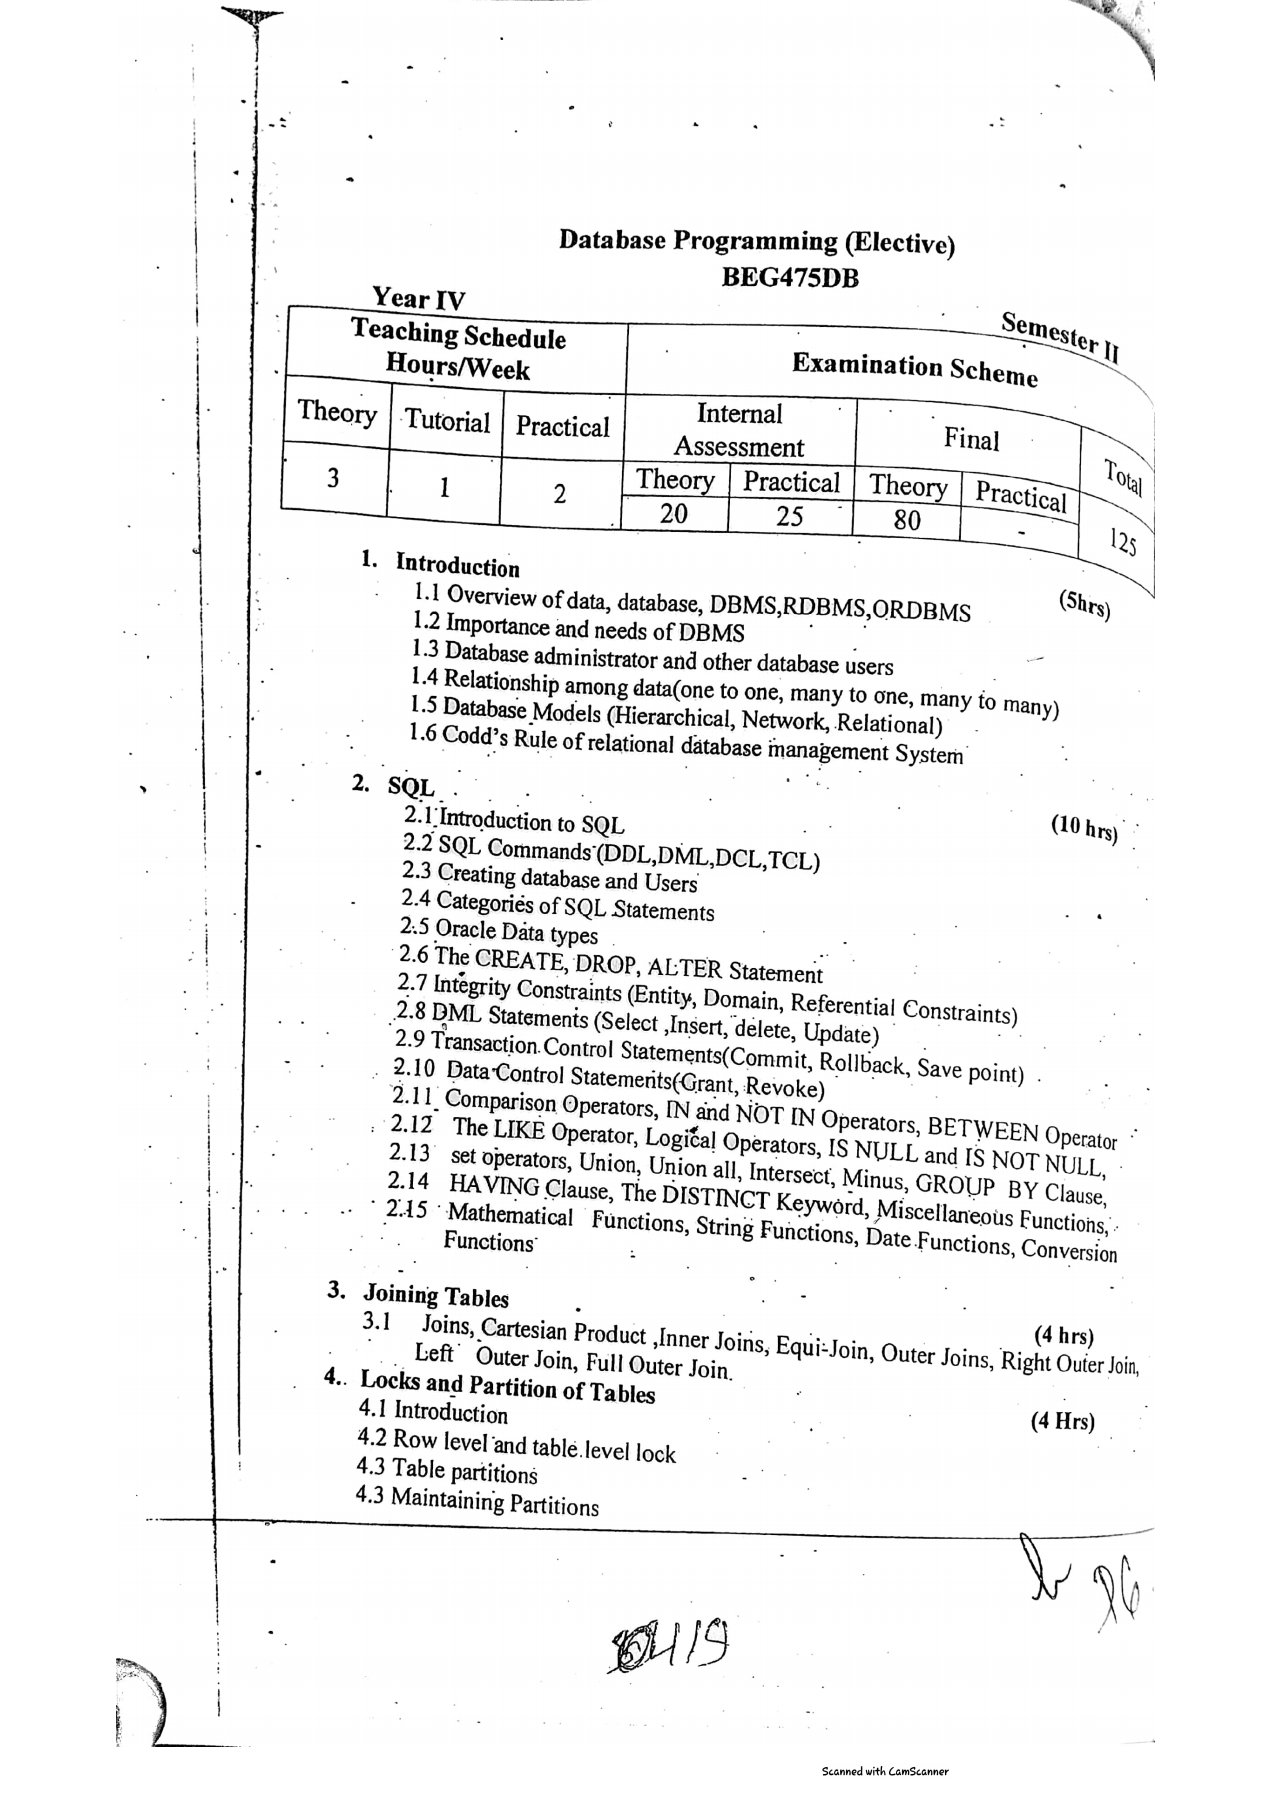 Database Programming (Elective)
BEG475DB
Year IV
Semester II
Teaching Schedule
Hours/Week
Examination Scheme
Theory Tutorial Practical
Internal
Assessment
Final
Total
3 1 2
Theory Practical Theory Practical
20 25 80 - 125
1. Introduction (5hrs)
1.1 Overview of data, database, DBMS,RDBMS,ORDBMS
1.2 Importance and needs of DBMS
1.3 Database administrator and other database users
1.4 Relationship among data(one to one, many to one, many to many)
1.5 Database Models (Hierarchical, Network, Relational)
1.6 Codd's Rule of relational database management System
2. SQL (10 hrs)
2.1 Introduction to SQL
2.2 SQL Commands (DDL,DML,DCL,TCL)
2.3 Creating database and Users
2.4 Categories of SQL Statements
2.5 Oracle Data types
2.6 The CREATE, DROP, ALTER Statement
2.7 Integrity Constraints (Entity, Domain, Referential Constraints)
2.8 DML Statements (Select ,Insert, delete, Update)
2.9 Transaction Control Statements(Commit, Rollback, Save point)
2.10 Data Control Statements(Grant, Revoke)
2.11 Comparison Operators, IN and NOT IN Operators, BETWEEN Operator
2.12 The LIKE Operator, Logical Operators, IS NULL and IS NOT NULL,
2.13 set operators, Union, Union all, Intersect, Minus, GROUP BY Clause,
2.14 HAVING Clause, The DISTINCT Keyword, Miscellaneous Functions,
2.15 Mathematical Functions, String Functions, Date Functions, Conversion
Functions
3. Joining Tables (4 hrs)
3.1 Joins, Cartesian Product ,Inner Joins, Equi-Join, Outer Joins, Right Outer Join,
Left Outer Join, Full Outer Join.
4. Locks and Partition of Tables (4 Hrs)
4.1 Introduction
4.2 Row level and table level lock
4.3 Table partitions
4.3 Maintaining Partitions
Scanned with CamScanner